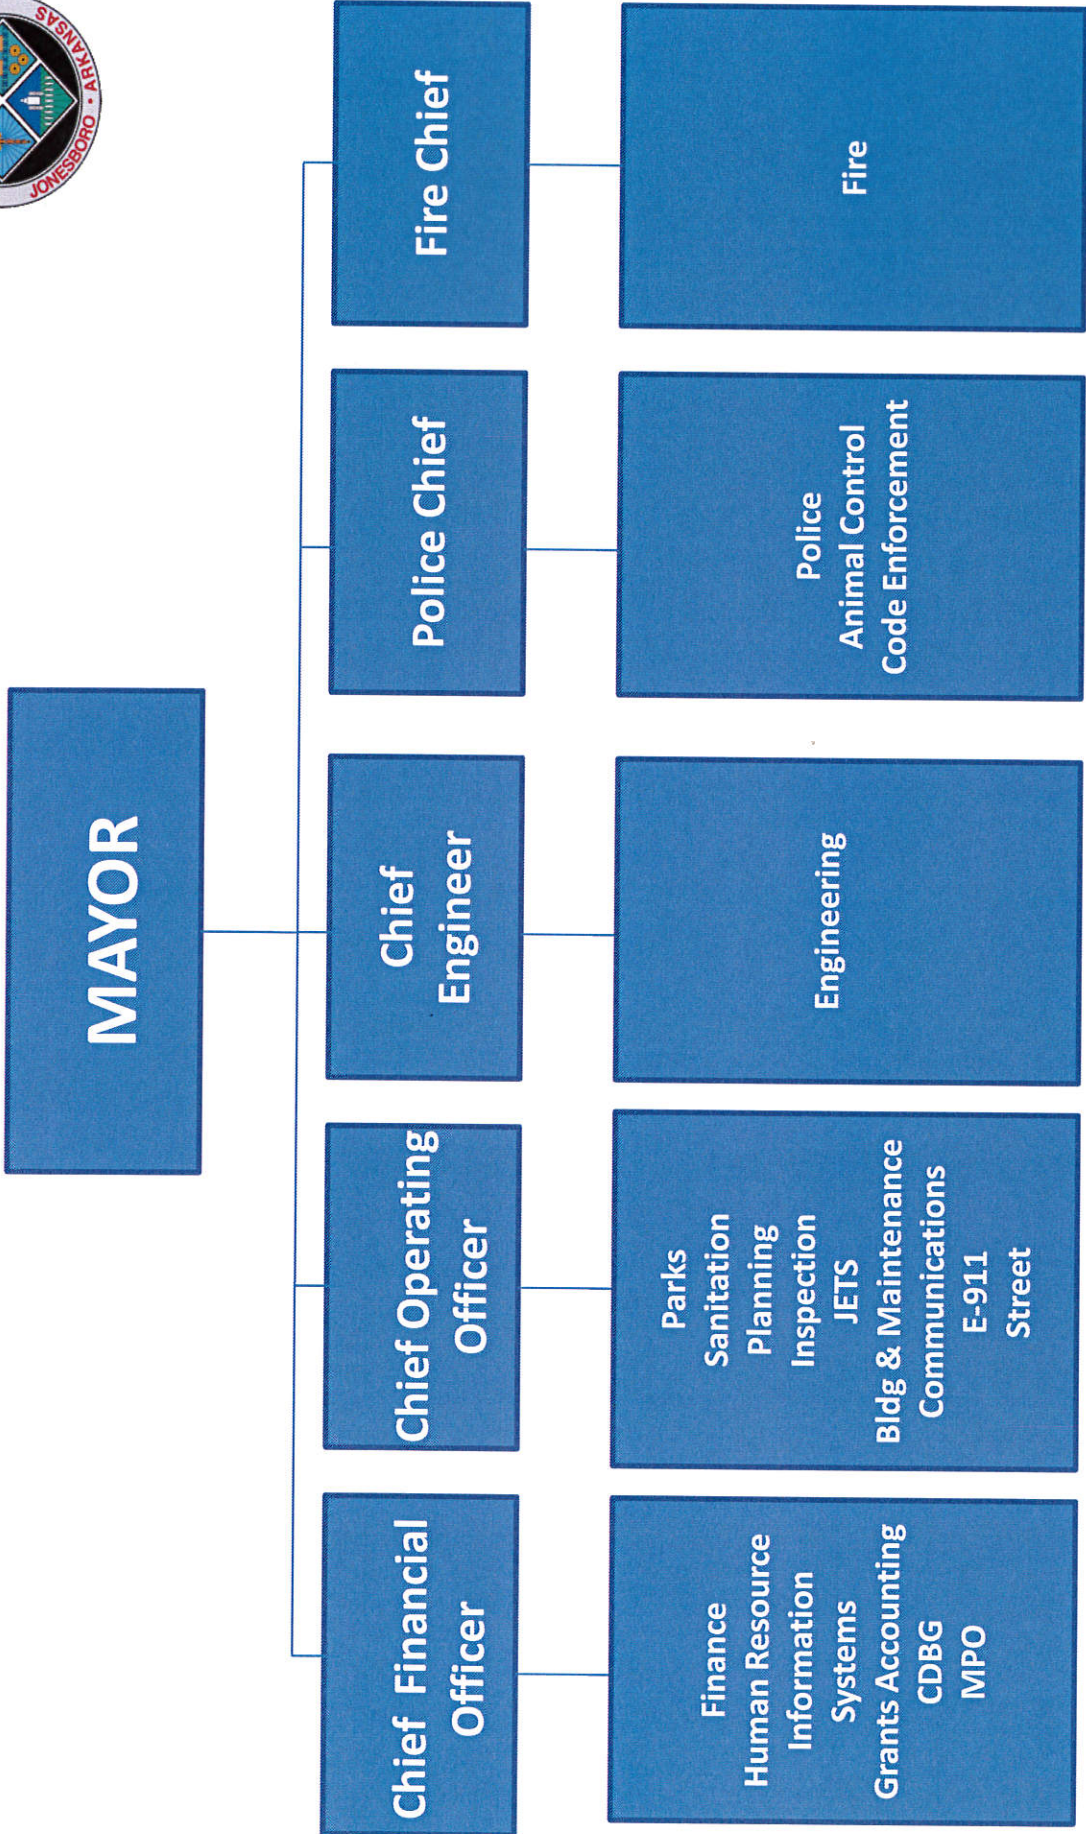 JONESBORO • ARKANSAS
MAYOR
Chief Financial
Officer
Chief Operating
Officer
Chief
Engineer
Police Chief
Fire Chief
Finance
Human Resource
Information
Systems
Grants Accounting
CDBG
MPO
Parks
Sanitation
Planning
Inspection
JETS
Bldg & Maintenance
Communications
E-911
Street
Engineering
Police
Animal Control
Code Enforcement
Fire